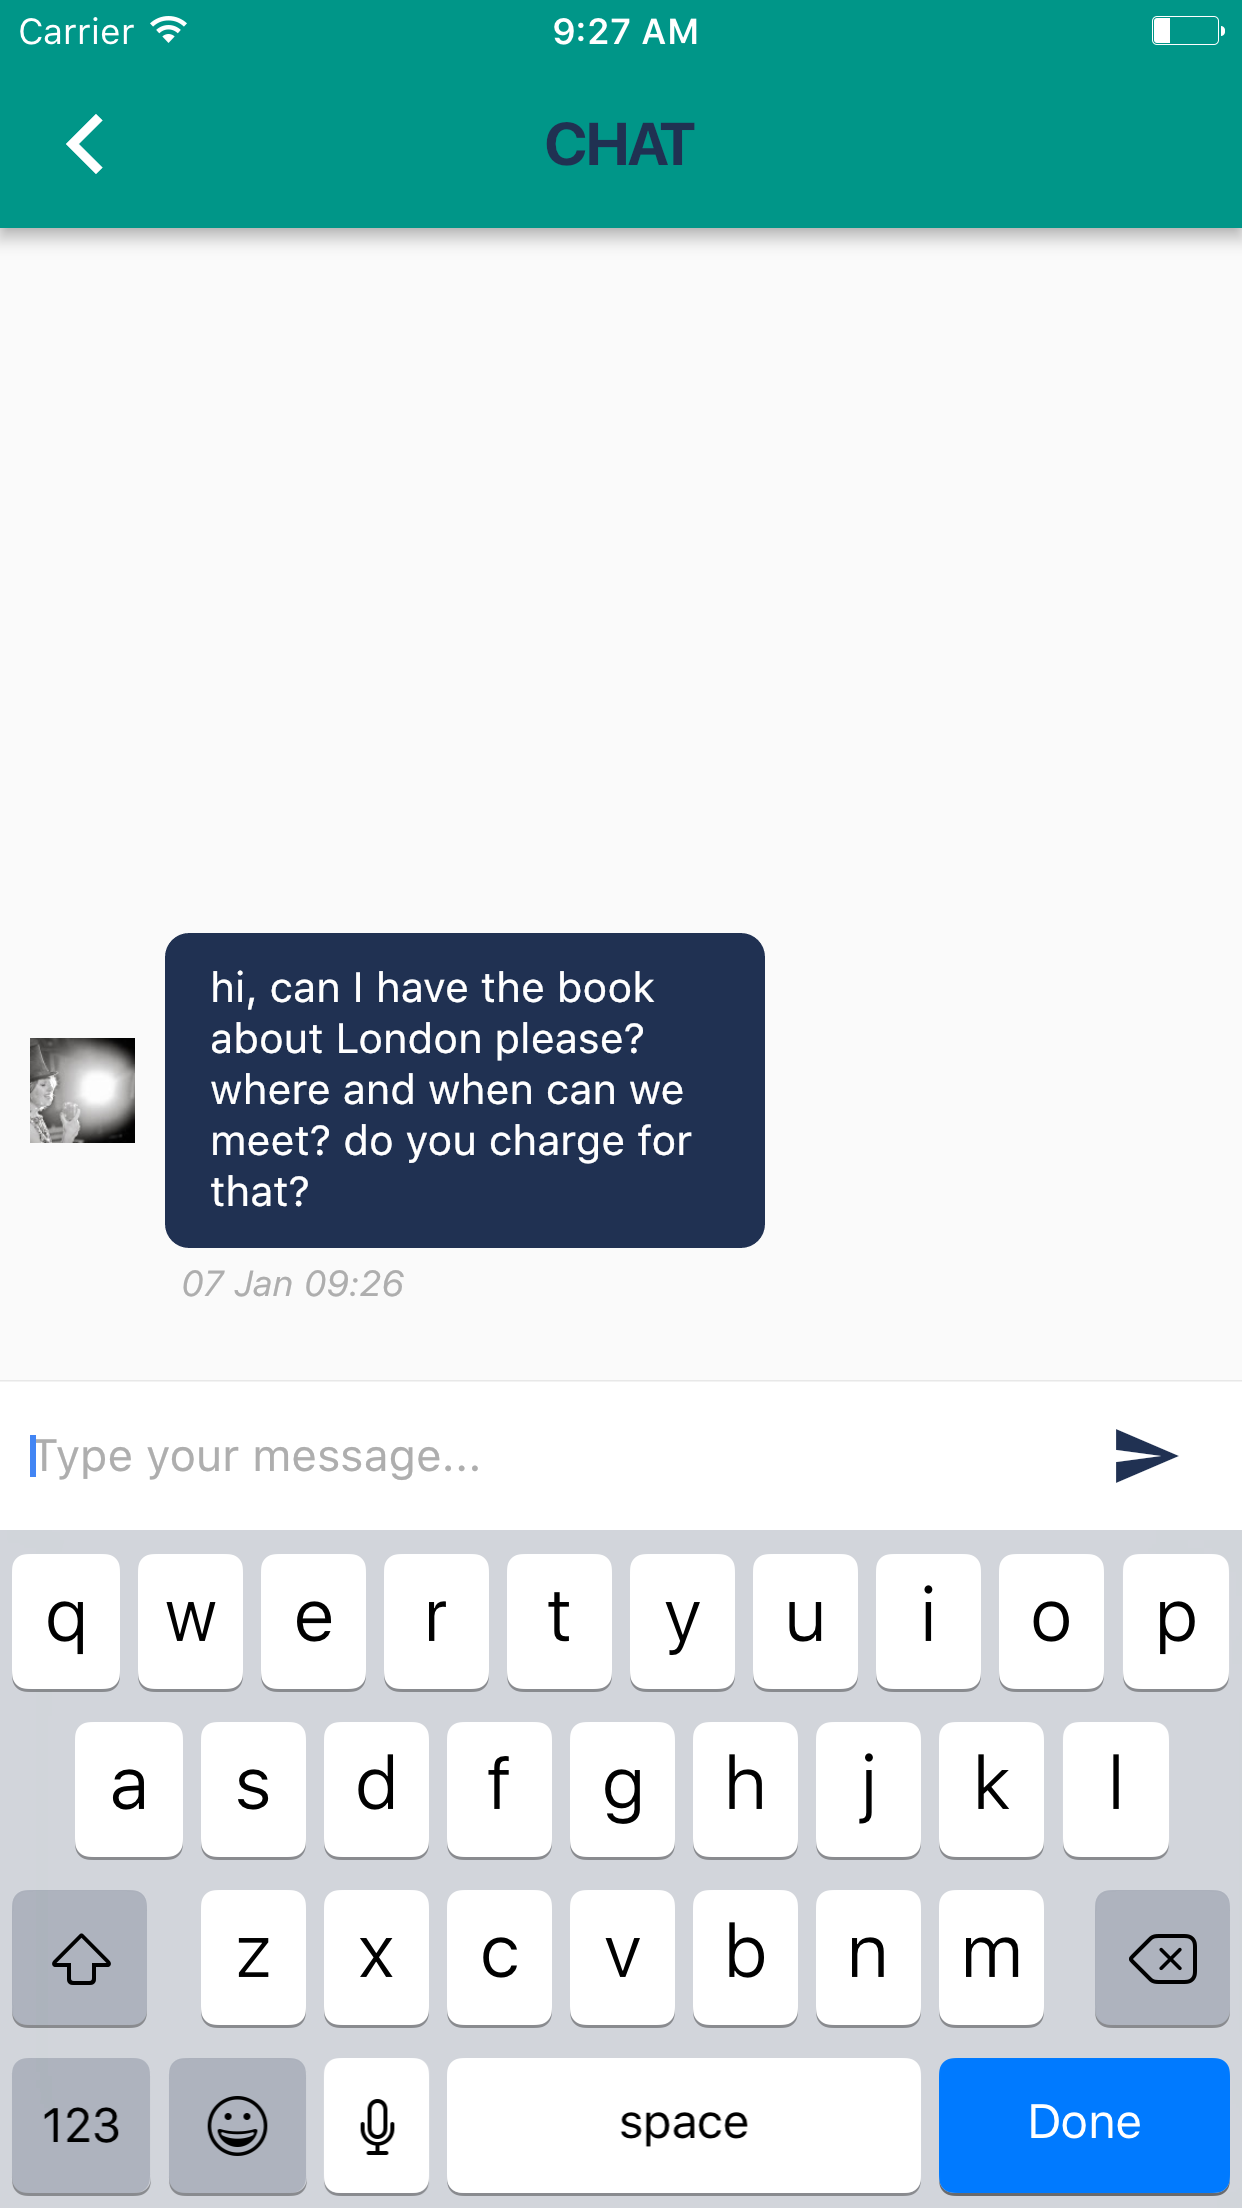 Carrier 9:27 AM
CHAT
hi, can I have the book
about London please?
where and when can we
meet? do you charge for
that?
07 Jan 09:26
Type your message...
q w e r t y u i o p
a s d f g h j k l
z x c v b n m
123 space Done